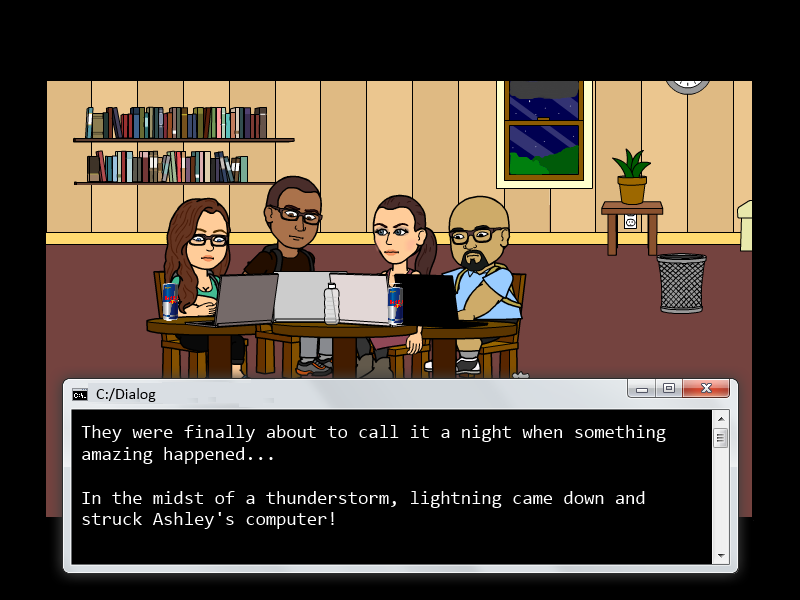 C:/Dialog
They were finally about to call it a night when something
amazing happened...
In the midst of a thunderstorm, lightning came down and
struck Ashley's computer!